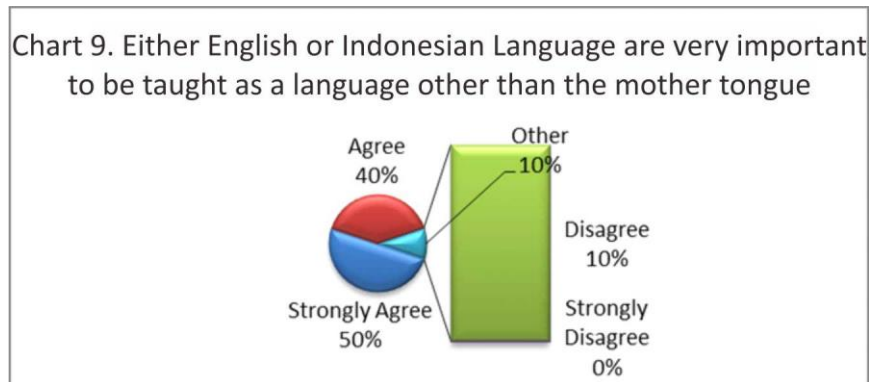 Chart 9. Either English or Indonesian Language are very important
to be taught as a language other than the mother tongue
Other
10%
Agree
40%
Disagree
10%
Strongly Agree
50%
Strongly
Disagree
0%